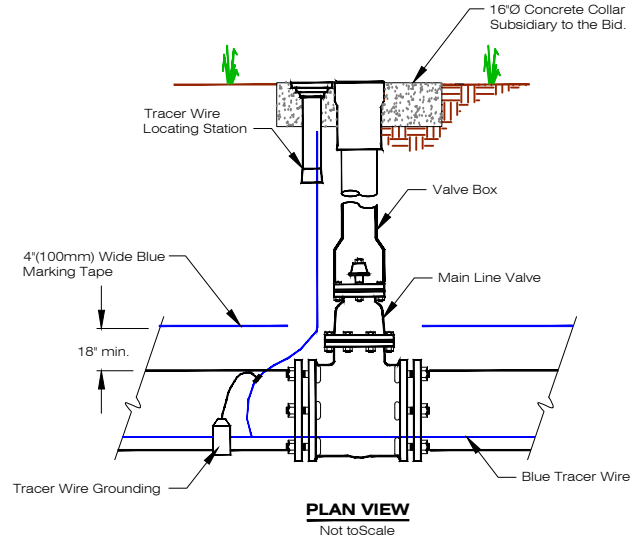 16"Ø Concrete Collar
Subsidiary to the Bid.
Tracer Wire
Locating Station
Valve Box
4"(100mm) Wide Blue
Marking Tape
Main Line Valve
18" min.
Blue Tracer Wire
Tracer Wire Grounding
PLAN VIEW
Not toScale